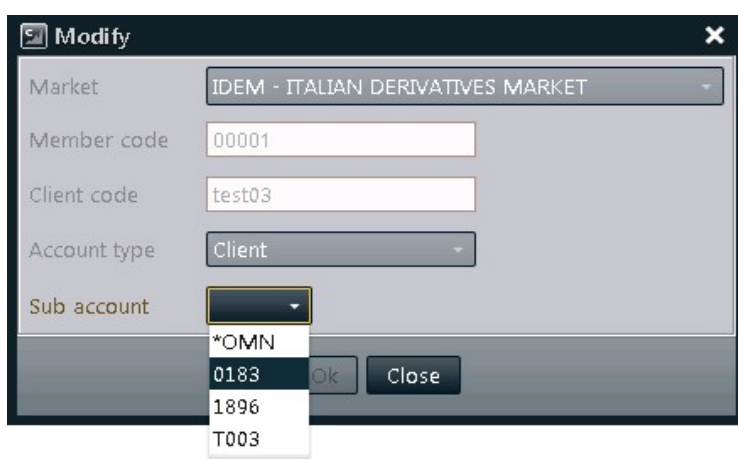 Modify
Market IDEM - ITALIAN DERIVATIVES MARKET
Member code 00001
Client code test03
Account type Client
Sub account
*OMN
0183
Ok Close
1896
T003